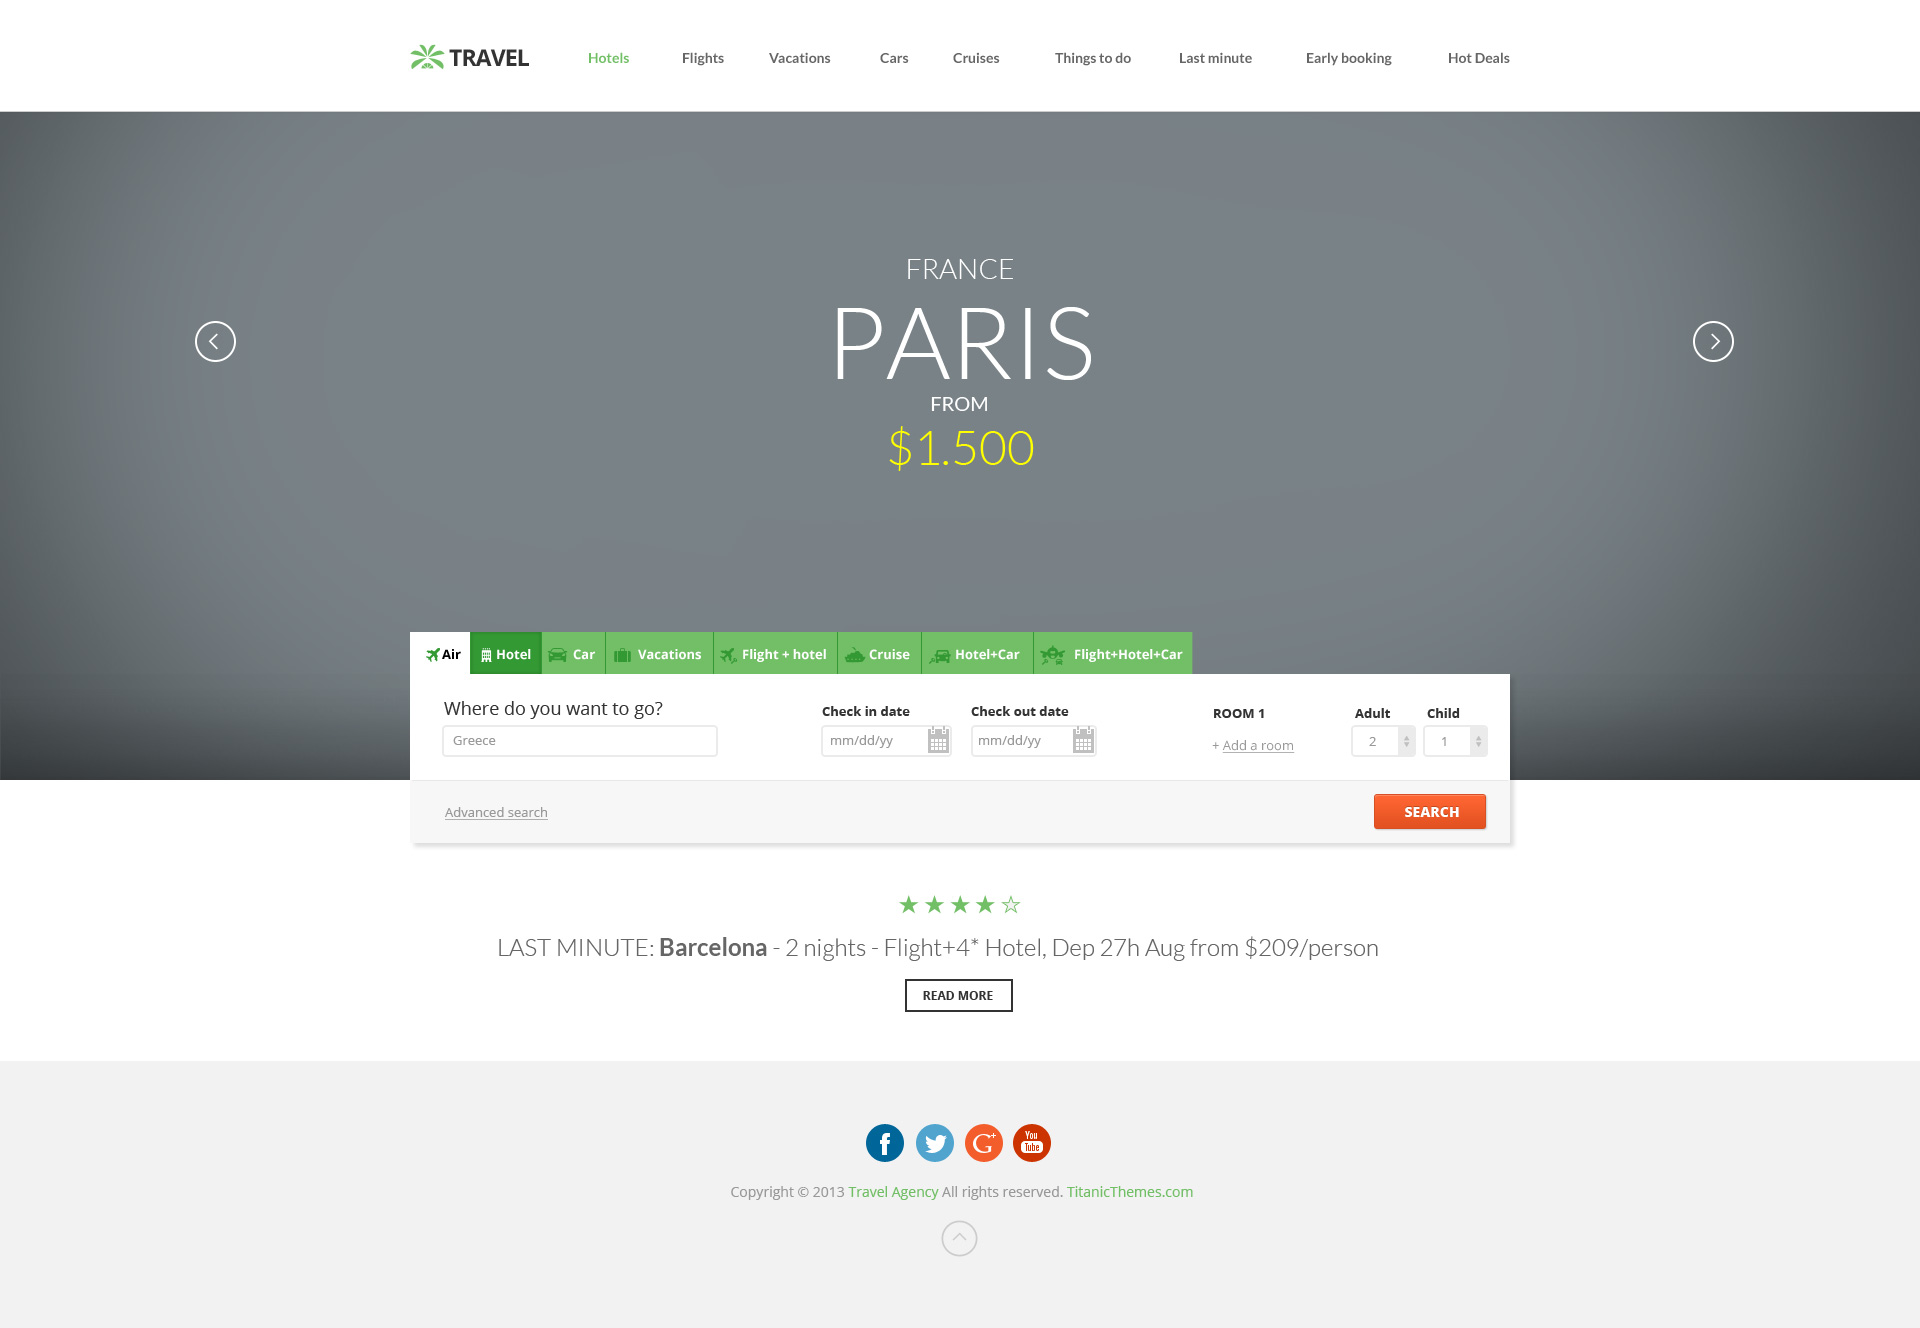 TRAVEL
Hotels Flights Vacations Cars Cruises Things to do Last minute Early booking Hot Deals
FRANCE
PARIS
FROM
$1.500
Air Hotel Car Vacations Flight + hotel Cruise Hotel+Car Flight+Hotel+Car
Where do you want to go? Check in date Check out date ROOM 1 Adult Child
Greece mm/dd/yy mm/dd/yy + Add a room 2 1
Advanced search SEARCH
LAST MINUTE: Barcelona - 2 nights - Flight+4* Hotel, Dep 27h Aug from $209/person
READ MORE
f G+ You Tube
Copyright © 2013 Travel Agency All rights reserved. TitanicThemes.com